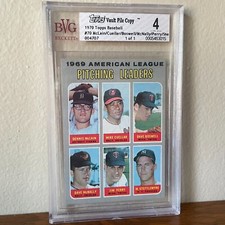 BVG
BECKETT
Topps Vault File Copy
1970 Topps Baseball
#70 McLain/Cuellar/Boswell/McNally/Perry/Sto
004707
1 of 1
4
1969 AMERICAN LEAGUE
PITCHING LEADERS
DENNIS McLAIN
MIKE CUELLAR
DAVE BOSWELL
DAVE McNALLY
JIM PERRY
M. STOTTLEMYRE